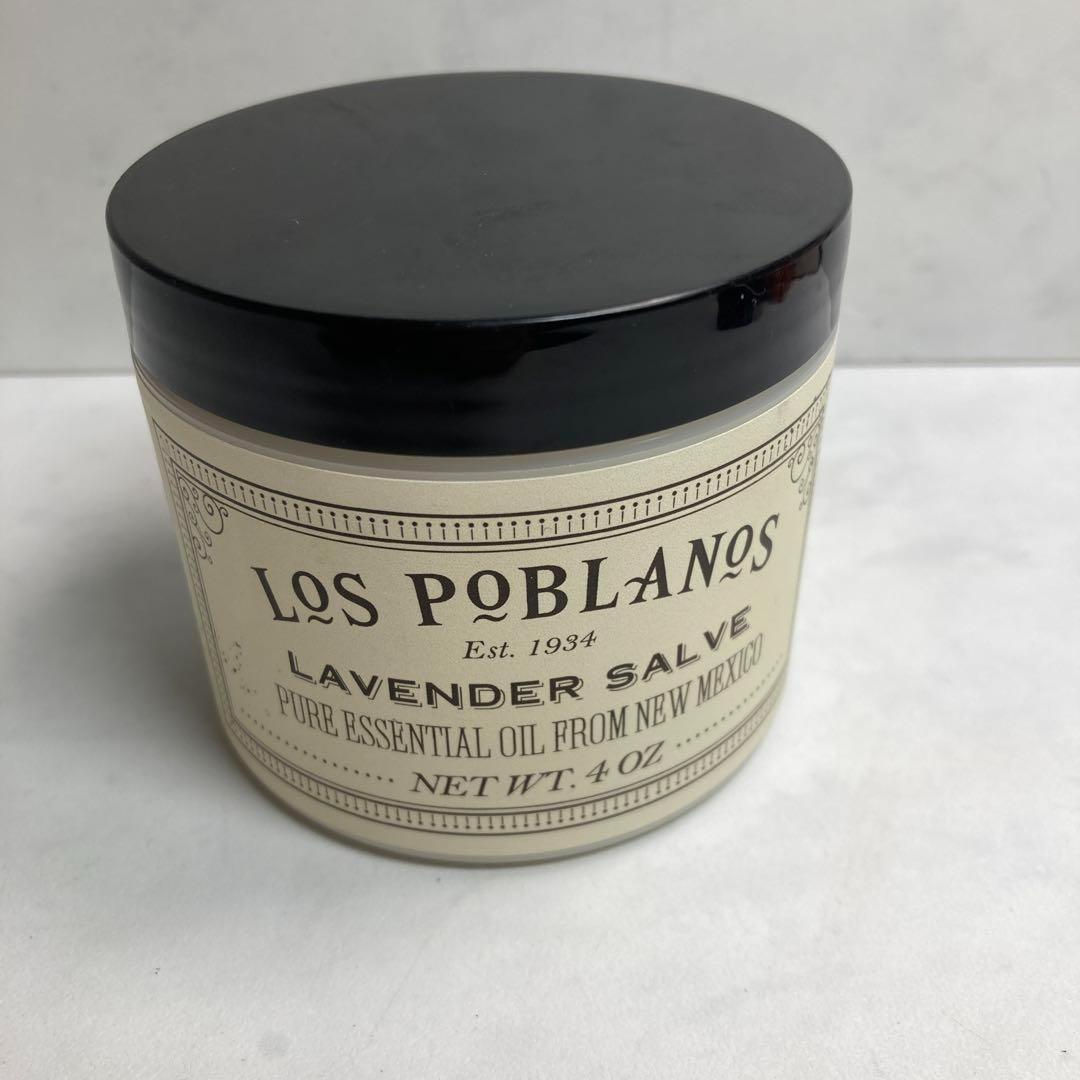 LOS POBLANOS
Est. 1934
LAVENDER SALVE
PURE ESSENTIAL OIL FROM NEW MEXICO
NET WT. 4 OZ